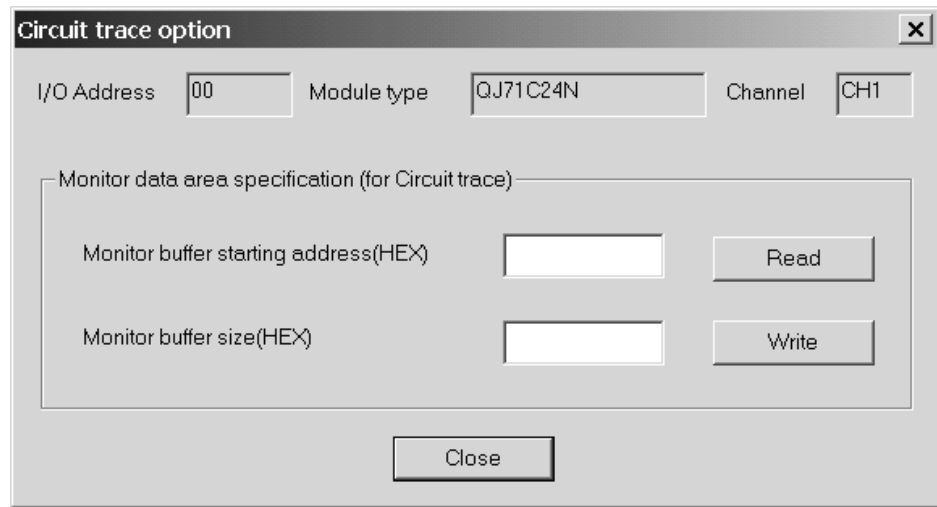 Circuit trace option
I/O Address 00 Module type QJ71C24N Channel CH1
Monitor data area specification (for Circuit trace)
Monitor buffer starting address(HEX) Read
Monitor buffer size(HEX) Write
Close